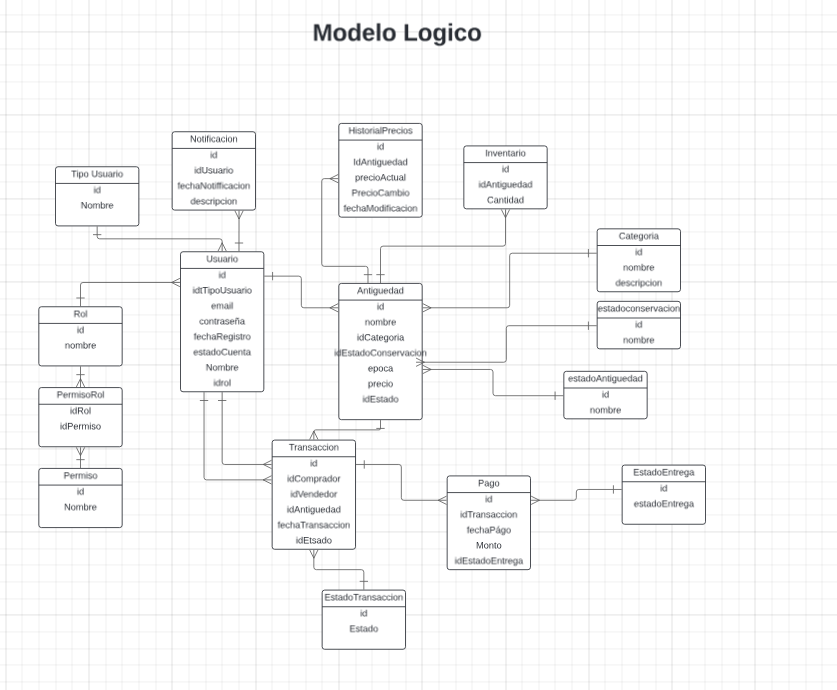 Modelo Logico
Notificacion
id
idUsuario
fechaNotifficacion
descripcion
HistorialPrecios
id
IdAntiguedad
precioActual
PrecioCambio
fechaModificacion
Inventario
id
idAntiguedad
Cantidad
Tipo Usuario
id
Nombre
Usuario
id
idtTipoUsuario
email
contraseña
fechaRegistro
estadoCuenta
Nombre
idrol
Antiguedad
id
nombre
idCategoria
idEstadoConservacion
epoca
precio
idEstado
Categoria
id
nombre
descripcion
estadoconservacion
id
nombre
estadoAntiguedad
id
nombre
Rol
id
nombre
PermisoRol
idRol
idPermiso
Permiso
id
Nombre
Transaccion
id
idComprador
idVendedor
idAntiguedad
fechaTransaccion
idEtsado
Pago
id
idTransaccion
fechaPágo
Monto
idEstadoEntrega
EstadoEntrega
id
estadoEntrega
EstadoTransaccion
id
Estado